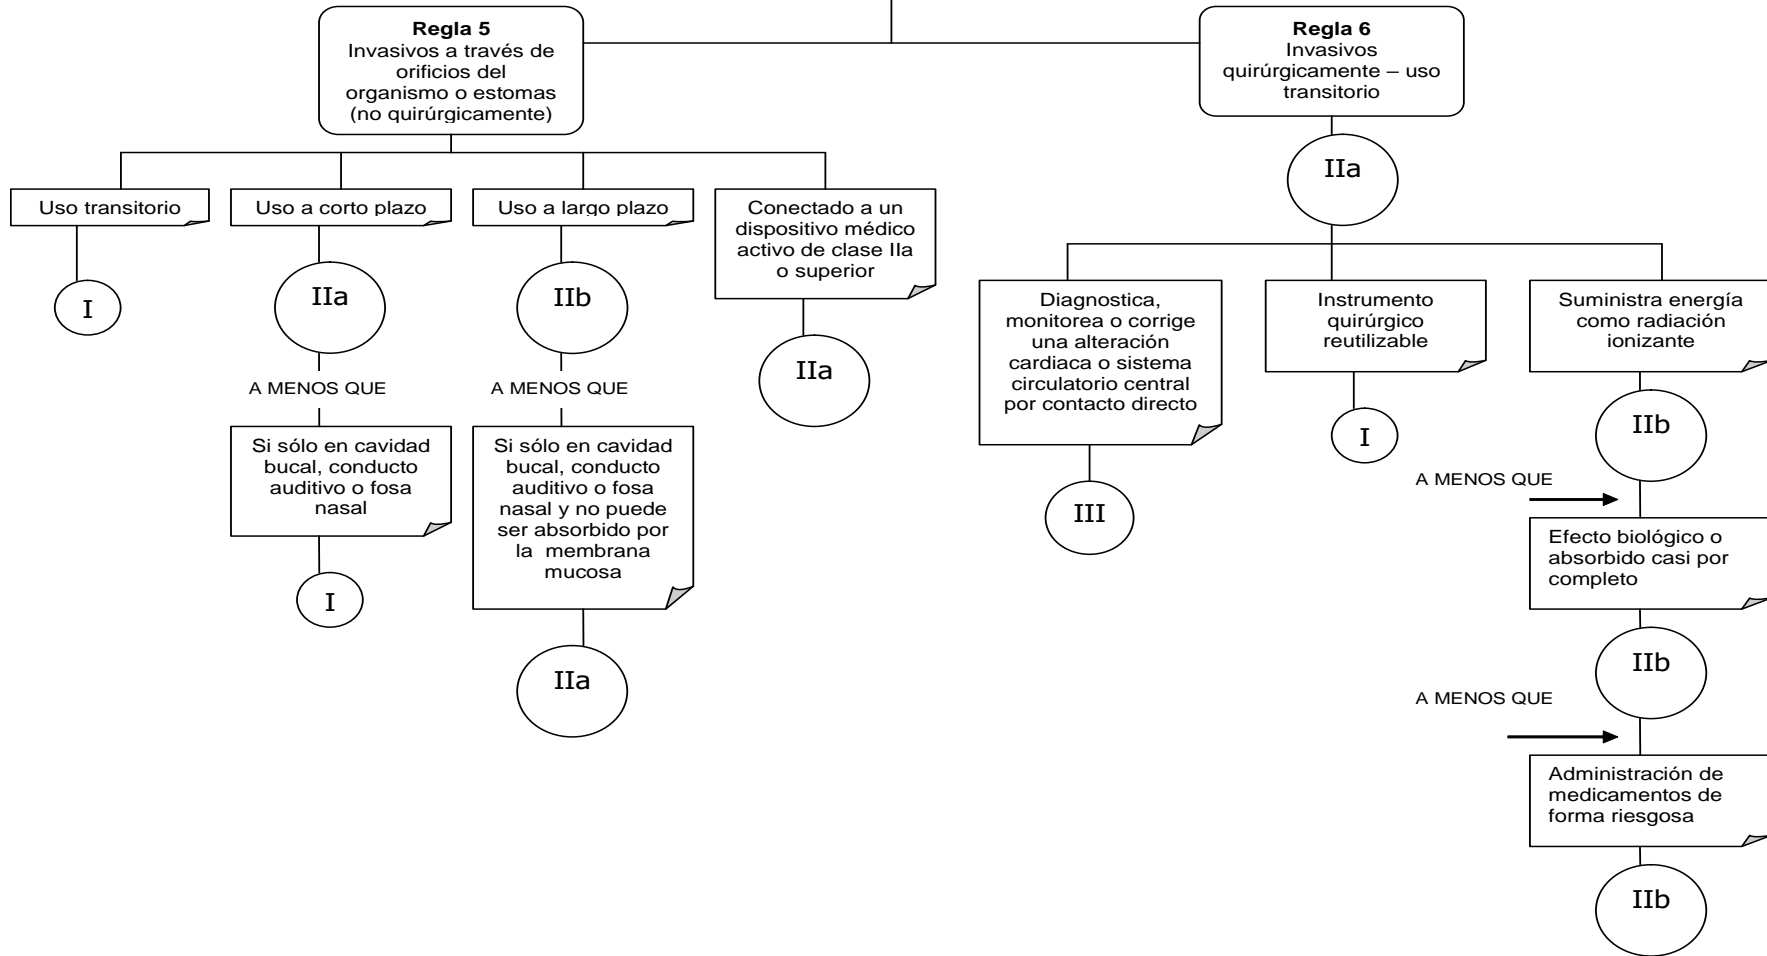 Regla 5
Invasivos a través de
orificios del
organismo o estomas
(no quirúrgicamente)
Regla 6
Invasivos
quirúrgicamente – uso
transitorio
IIa
Uso transitorio
Uso a corto plazo
Uso a largo plazo
Conectado a un
dispositivo médico
activo de clase IIa
o superior
I
IIa
IIb
IIa
A MENOS QUE
A MENOS QUE
Si sólo en cavidad
bucal, conducto
auditivo o fosa
nasal
Si sólo en cavidad
bucal, conducto
auditivo o fosa
nasal y no puede
ser absorbido por
la membrana
mucosa
I
IIa
Diagnostica,
monitorea o corrige
una alteración
cardiaca o sistema
circulatorio central
por contacto directo
Instrumento
quirúrgico
reutilizable
Suministra energía
como radiación
ionizante
III
I
IIb
A MENOS QUE
Efecto biológico o
absorbido casi por
completo
IIb
A MENOS QUE
Administración de
medicamentos de
forma riesgosa
IIb